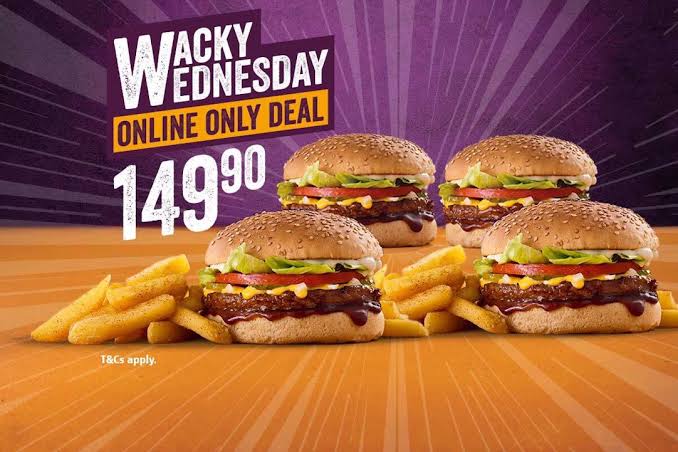 WACKY
WEDNESDAY
ONLINE ONLY DEAL
149⁹⁰
T&Cs apply.